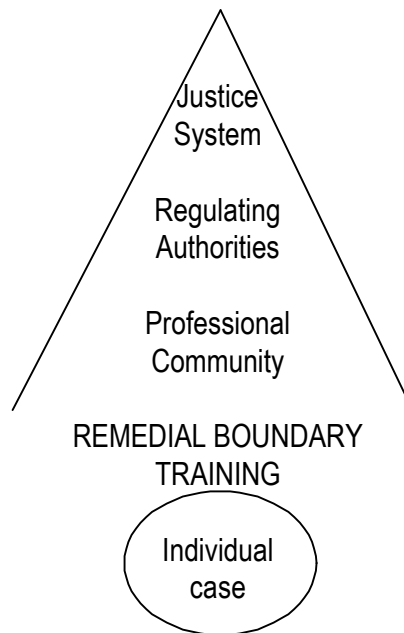 Justice
System
Regulating
Authorities
Professional
Community
REMEDIAL BOUNDARY
TRAINING
Individual
case